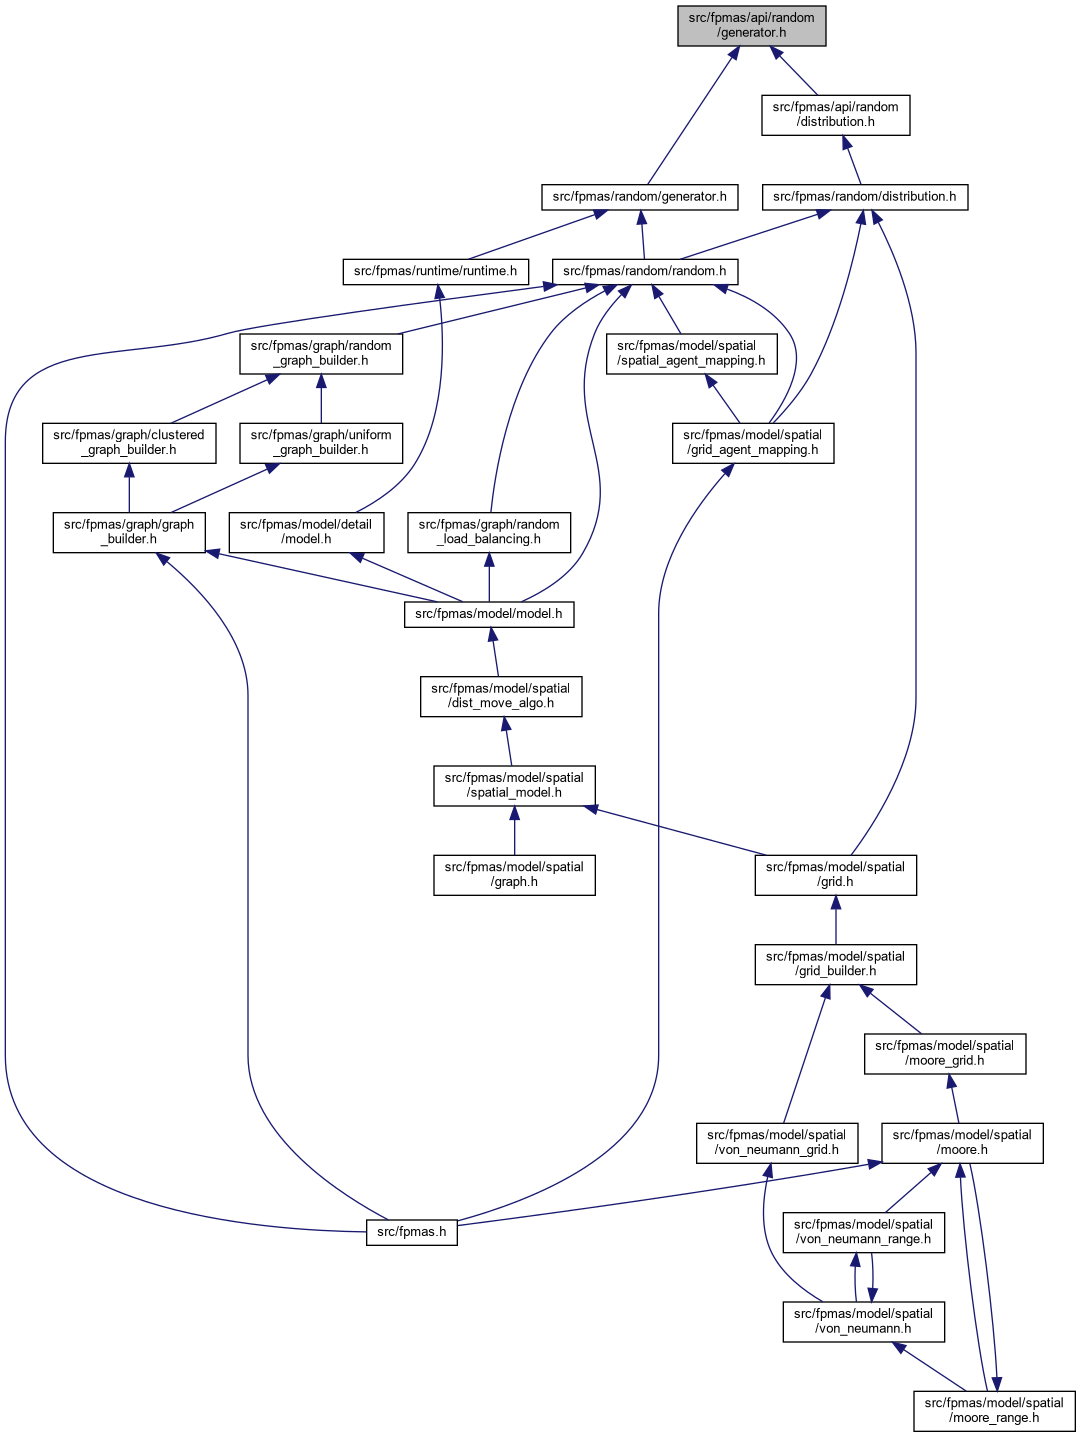 src/fpmas/api/random
/generator.h
src/fpmas/api/random
/distribution.h
src/fpmas/random/generator.h
src/fpmas/random/distribution.h
src/fpmas/runtime/runtime.h
src/fpmas/random/random.h
src/fpmas/graph/random
_graph_builder.h
src/fpmas/model/spatial
/spatial_agent_mapping.h
src/fpmas/graph/clustered
_graph_builder.h
src/fpmas/graph/uniform
_graph_builder.h
src/fpmas/model/spatial
/grid_agent_mapping.h
src/fpmas/graph/graph
_builder.h
src/fpmas/model/detail
/model.h
src/fpmas/graph/random
_load_balancing.h
src/fpmas/model/model.h
src/fpmas/model/spatial
/dist_move_algo.h
src/fpmas/model/spatial
/spatial_model.h
src/fpmas/model/spatial
/graph.h
src/fpmas/model/spatial
/grid.h
src/fpmas/model/spatial
/grid_builder.h
src/fpmas/model/spatial
/moore_grid.h
src/fpmas/model/spatial
/von_neumann_grid.h
src/fpmas/model/spatial
/moore.h
src/fpmas.h
src/fpmas/model/spatial
/von_neumann_range.h
src/fpmas/model/spatial
/von_neumann.h
src/fpmas/model/spatial
/moore_range.h